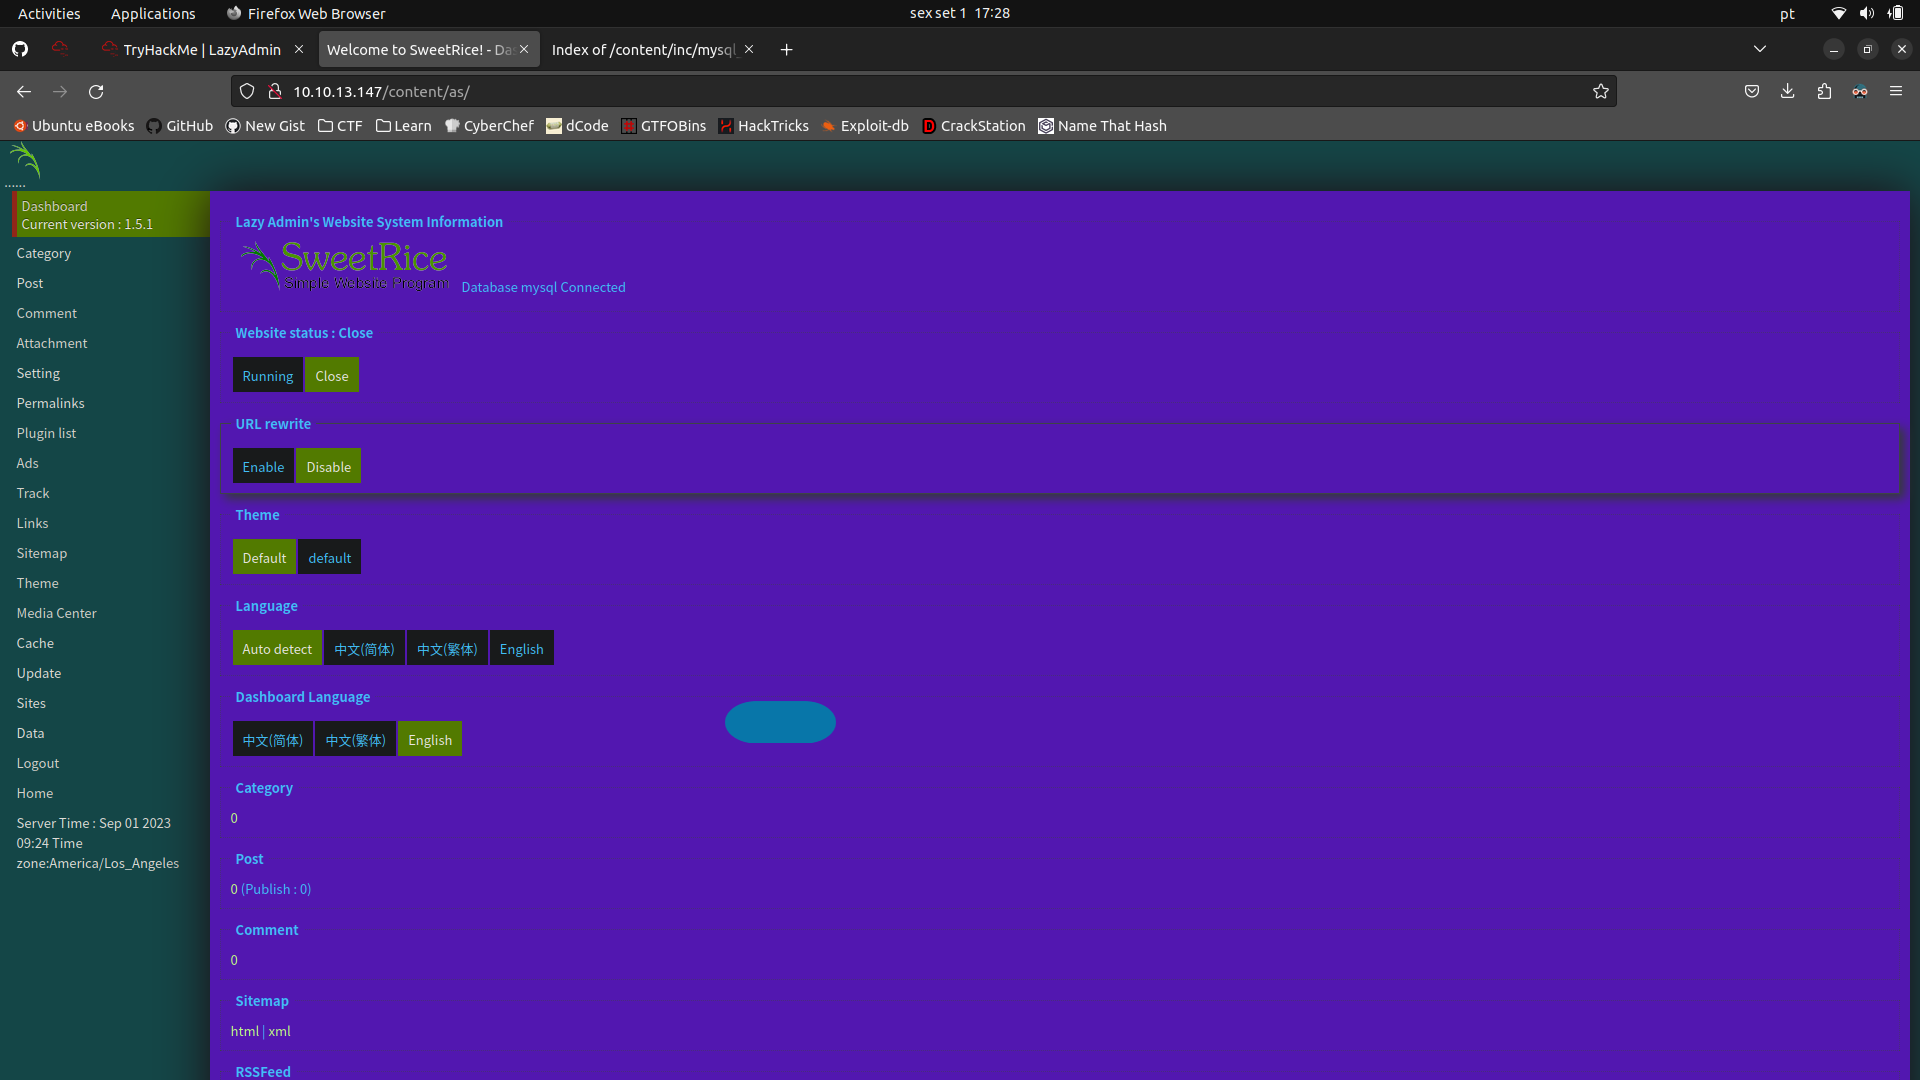 Activities Applications Firefox Web Browser sex set 1 17:28 pt
TryHackMe | LazyAdmin Welcome to SweetRice! - Da Index of /content/inc/mysql_
10.10.13.147/content/as/
Ubuntu eBooks GitHub New Gist CTF Learn CyberChef dCode GTFOBins HackTricks Exploit-db CrackStation Name That Hash
......
Dashboard
Current version : 1.5.1
Category
Post
Comment
Attachment
Setting
Permalinks
Plugin list
Ads
Track
Links
Sitemap
Theme
Media Center
Cache
Update
Sites
Data
Logout
Home
Server Time : Sep 01 2023
09:24 Time
zone:America/Los_Angeles
Lazy Admin's Website System Information
SweetRice
Simple Website Program
Database mysql Connected
Website status : Close
Running Close
URL rewrite
Enable Disable
Theme
Default default
Language
Auto detect 中文(简体) 中文(繁体) English
Dashboard Language
中文(简体) 中文(繁体) English
Category
0
Post
0 (Publish : 0)
Comment
0
Sitemap
html | xml
RSSFeed